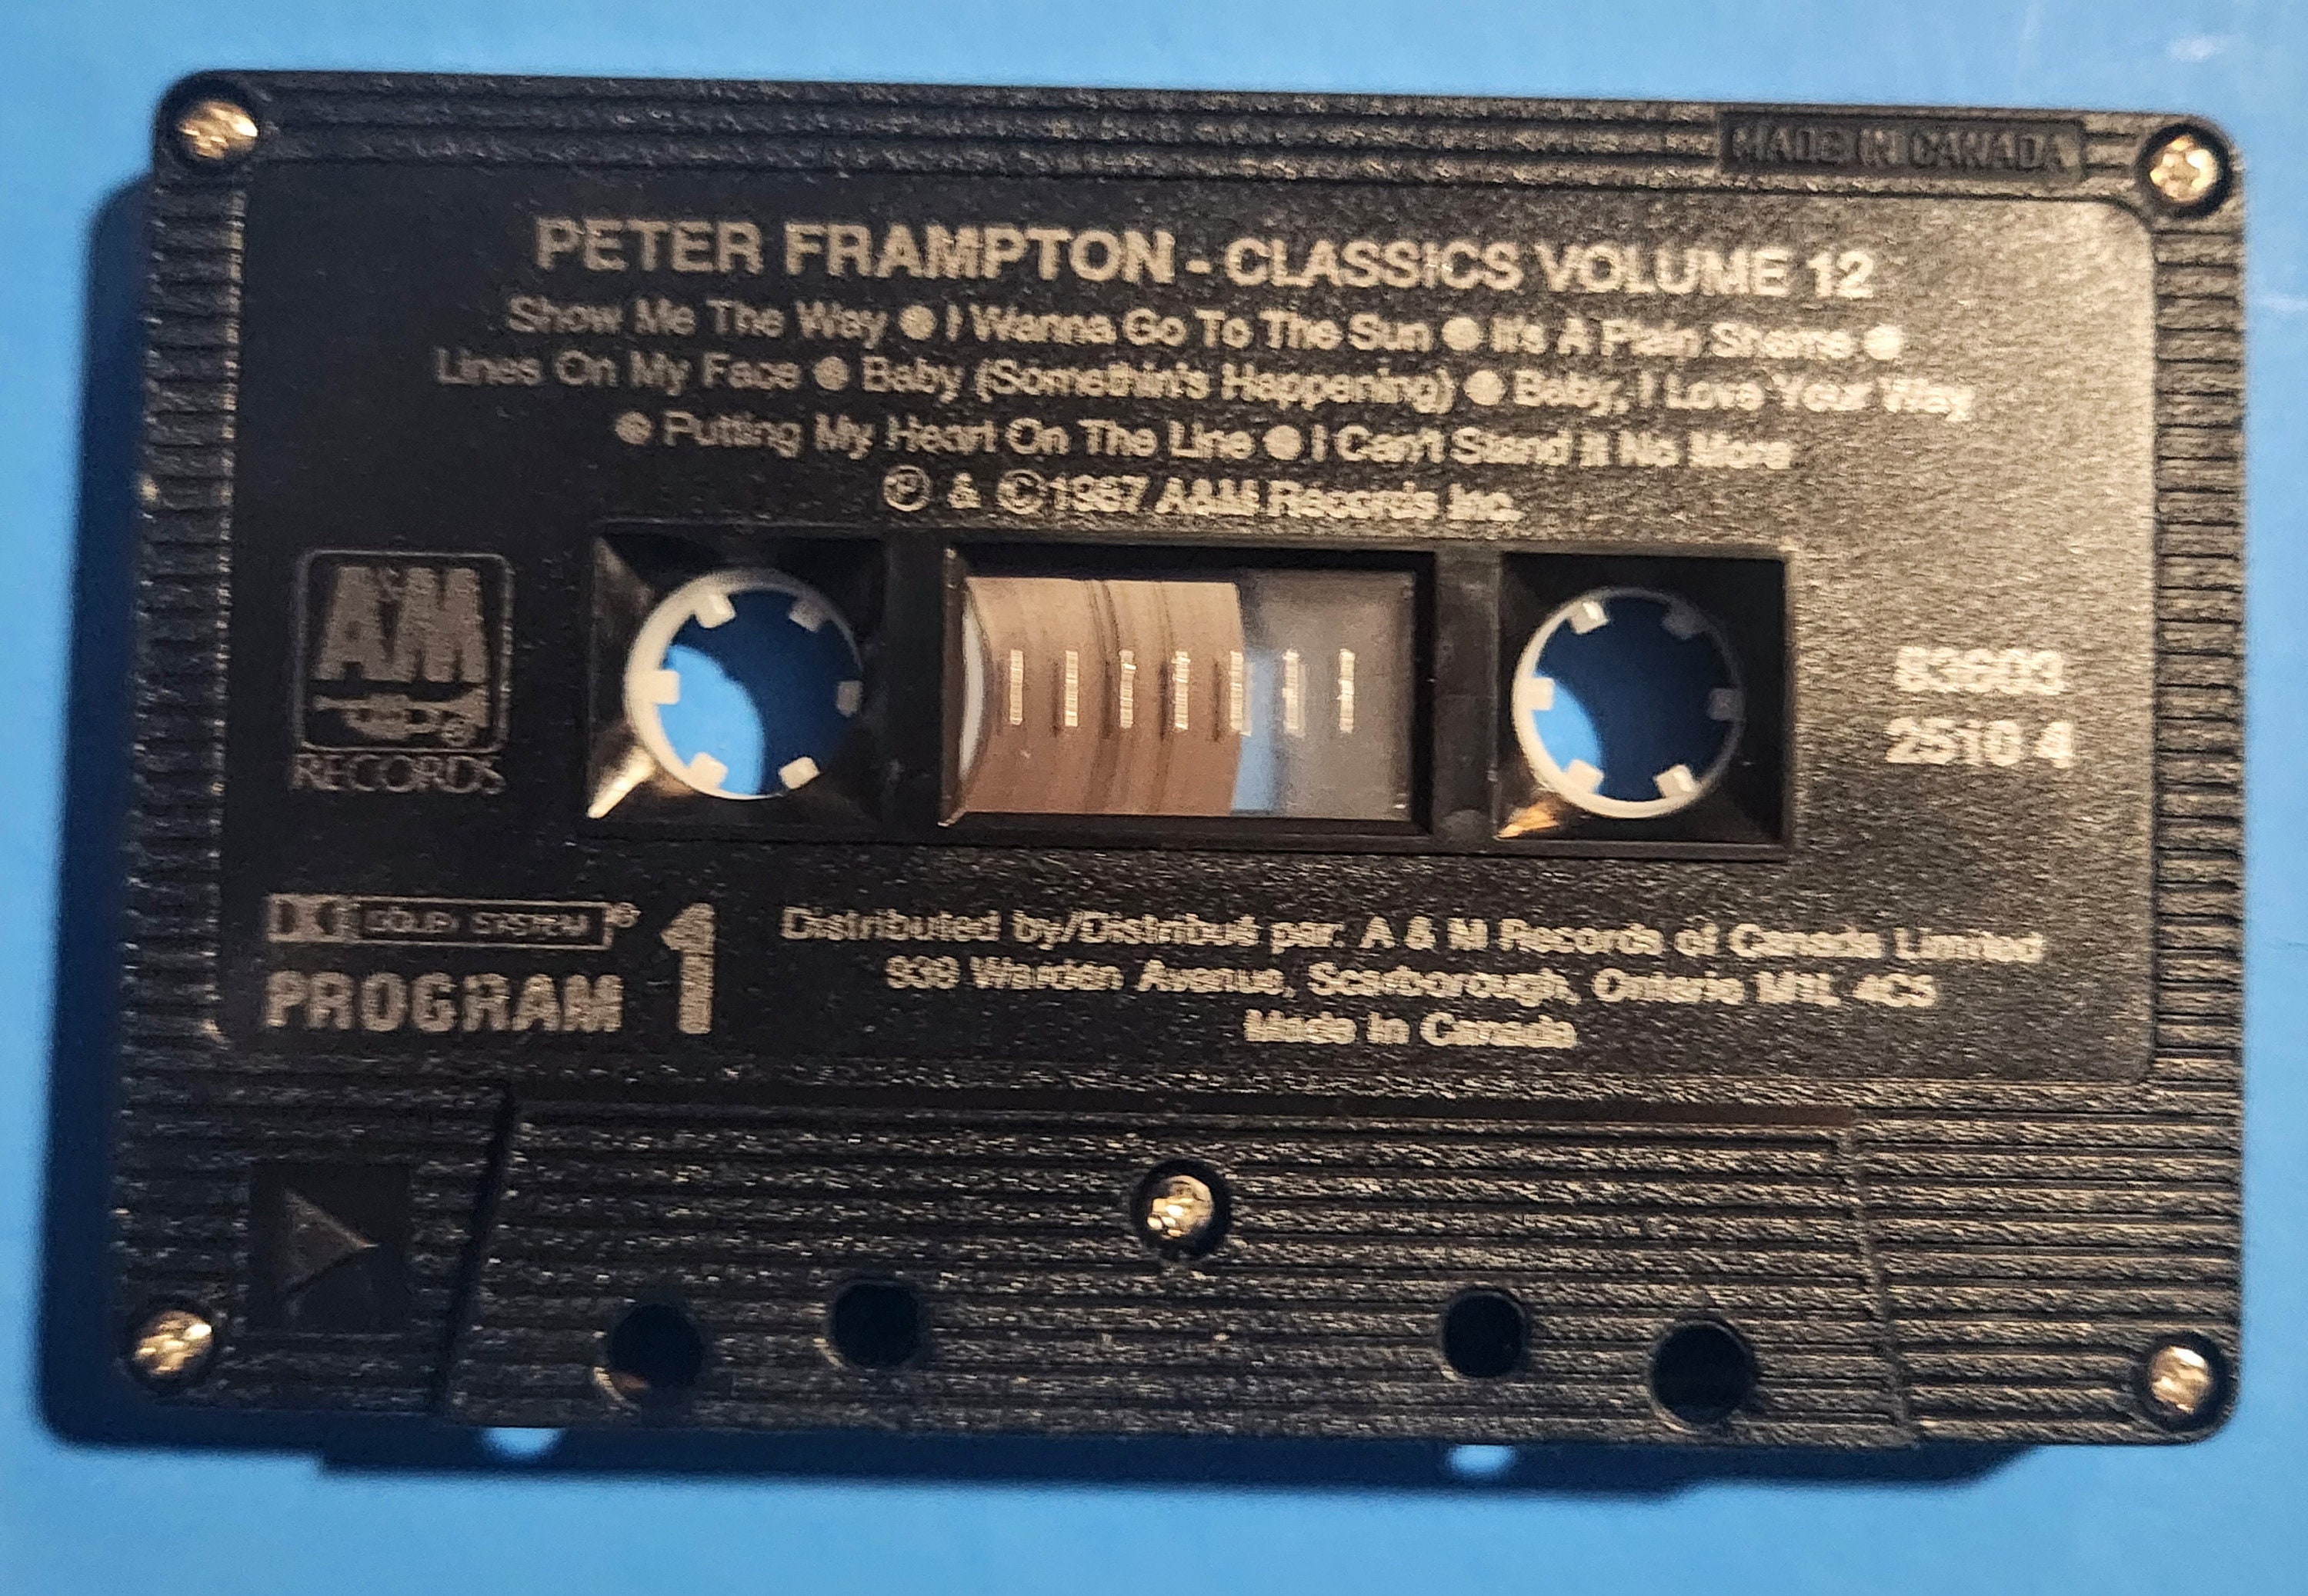 MADE IN CANADA
PETER FRAMPTON - CLASSICS VOLUME 12
Show Me The Way ● I Wanna Go To The Sun ● It's A Plain Shame ●
Lines On My Face ● Baby (Somethin's Happening) ● Baby, I Love Your Way
● Putting My Heart On The Line ● I Can't Stand It No More
Ⓟ & ©1987 A&M Records Inc.
A&M
RECORDS
83603
2510 4
DOLBY SYSTEM ®
PROGRAM 1
Distributed by/Distribué par: A & M Records of Canada Limited
939 Warden Avenue, Scarborough, Ontario M1L 4C5
Made in Canada